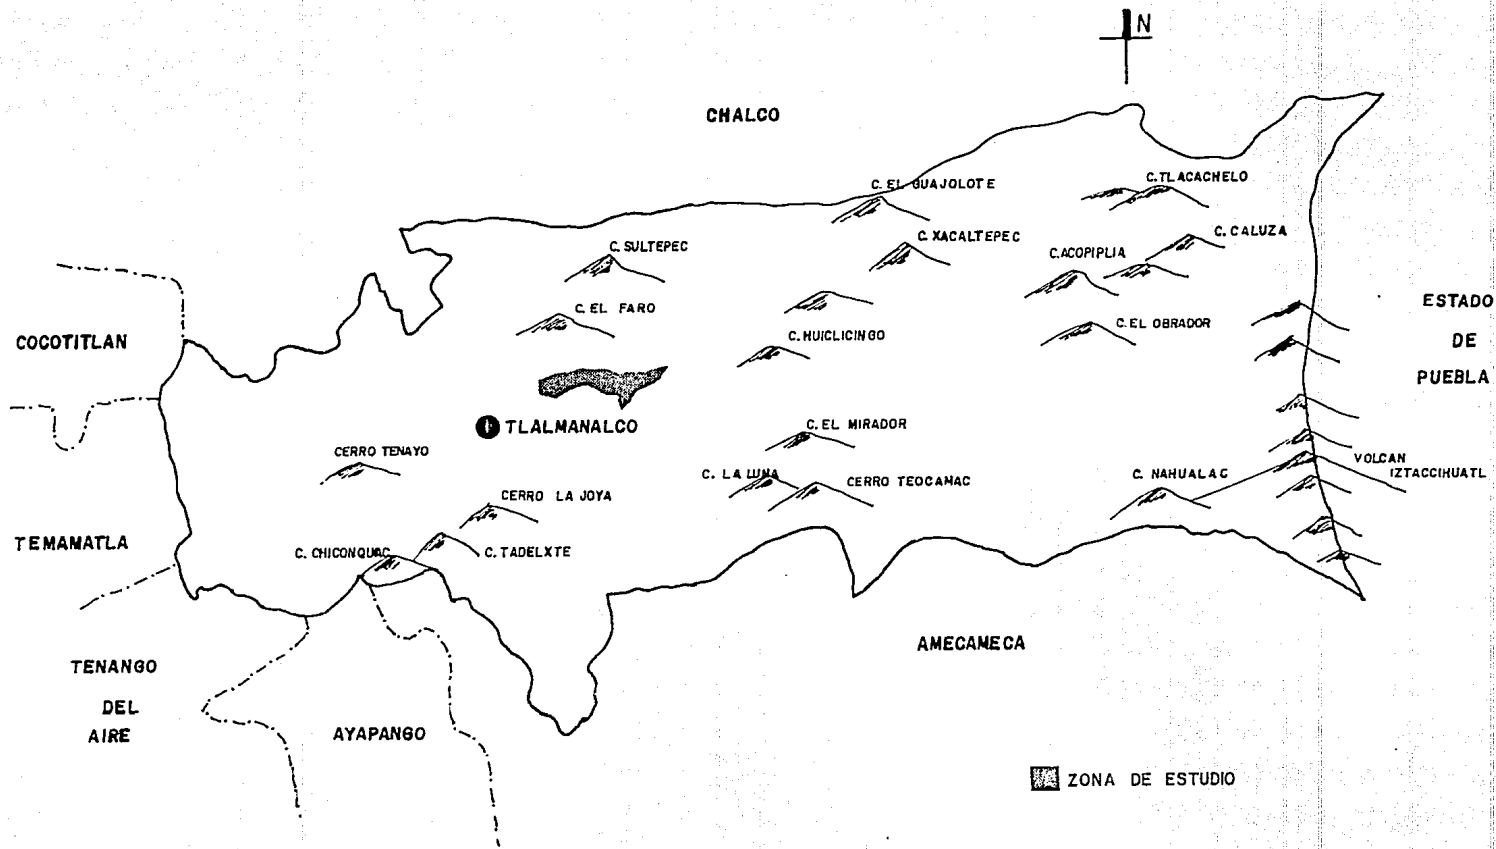 N
CHALCO
C. EL GUAJOLOTE
C. TLACACHELO
C. SULTEPEC
C. XACALTEPEC
C. CALUZA
C. ACOPIPLIA
ESTADO
DE
PUEBLA
C. EL FARO
C. EL OBRADOR
C. HUICLICINGO
COCOTITLAN
TLALMANALCO
C. EL MIRADOR
CERRO TENAYO
VOLCAN
IZTACCIHUATL
C. LA LUNA
CERRO TEOCAMAC
C. NAHUALAC
CERRO LA JOYA
TEMAMATLA
C. CHICONQUAC
C. TADELXTE
AMECAMECA
TENANGO
DEL
AIRE
AYAPANGO
ZONA DE ESTUDIO